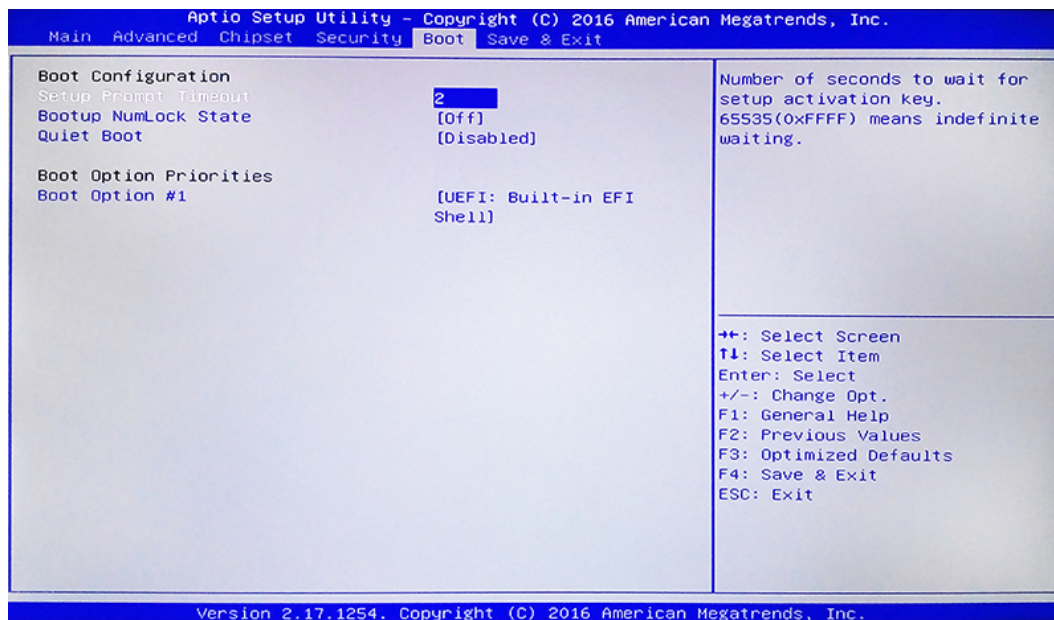 Aptio Setup Utility – Copyright (C) 2016 American Megatrends, Inc.
Main Advanced Chipset Security Boot Save & Exit
Boot Configuration
Setup Prompt Timeout 2
Bootup NumLock State [Off]
Quiet Boot [Disabled]
Boot Option Priorities
Boot Option #1 [UEFI: Built-in EFI
Shell]
Number of seconds to wait for
setup activation key.
65535(0xFFFF) means indefinite
waiting.
→←: Select Screen
↑↓: Select Item
Enter: Select
+/-: Change Opt.
F1: General Help
F2: Previous Values
F3: Optimized Defaults
F4: Save & Exit
ESC: Exit
Version 2.17.1254. Copyright (C) 2016 American Megatrends, Inc.